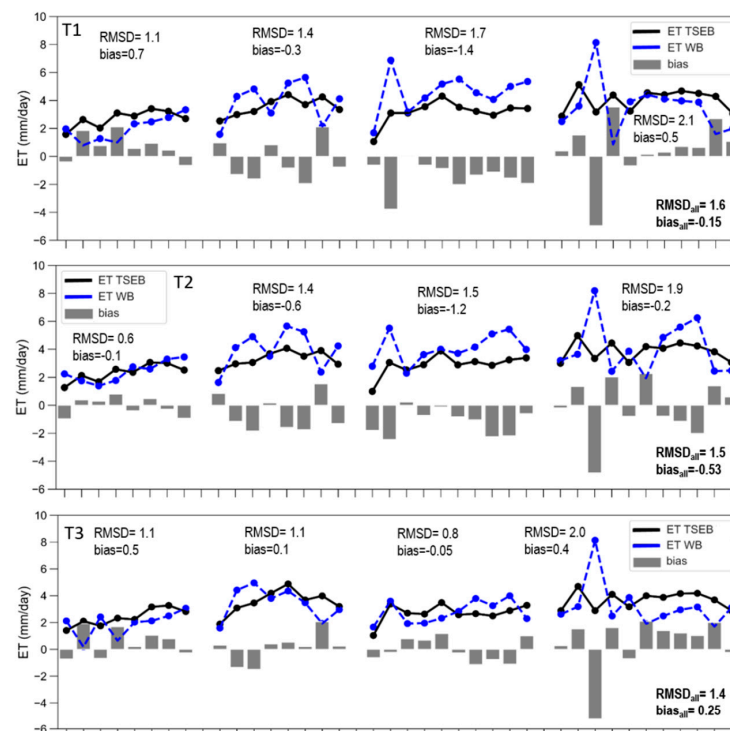 T1
RMSD= 1.1
bias=0.7
RMSD= 1.4
bias=-0.3
RMSD= 1.7
bias=-1.4
ET TSEB
ET WB
bias
RMSD= 2.1
bias=0.5
RMSDall= 1.6
biasall=-0.15
ET (mm/day)
10
8
6
4
2
0
−2
−4
−6
ET TSEB
ET WB
bias
T2
RMSD= 0.6
bias=-0.1
RMSD= 1.4
bias=-0.6
RMSD= 1.5
bias=-1.2
RMSD= 1.9
bias=-0.2
RMSDall= 1.5
biasall=-0.53
ET (mm/day)
10
8
6
4
2
0
−2
−4
−6
T3
RMSD= 1.1
bias=0.5
RMSD= 1.1
bias=0.1
RMSD= 0.8
bias=-0.05
RMSD= 2.0
bias=0.4
ET TSEB
ET WB
bias
RMSDall= 1.4
biasall= 0.25
ET (mm/day)
10
8
6
4
2
0
−2
−4
−6